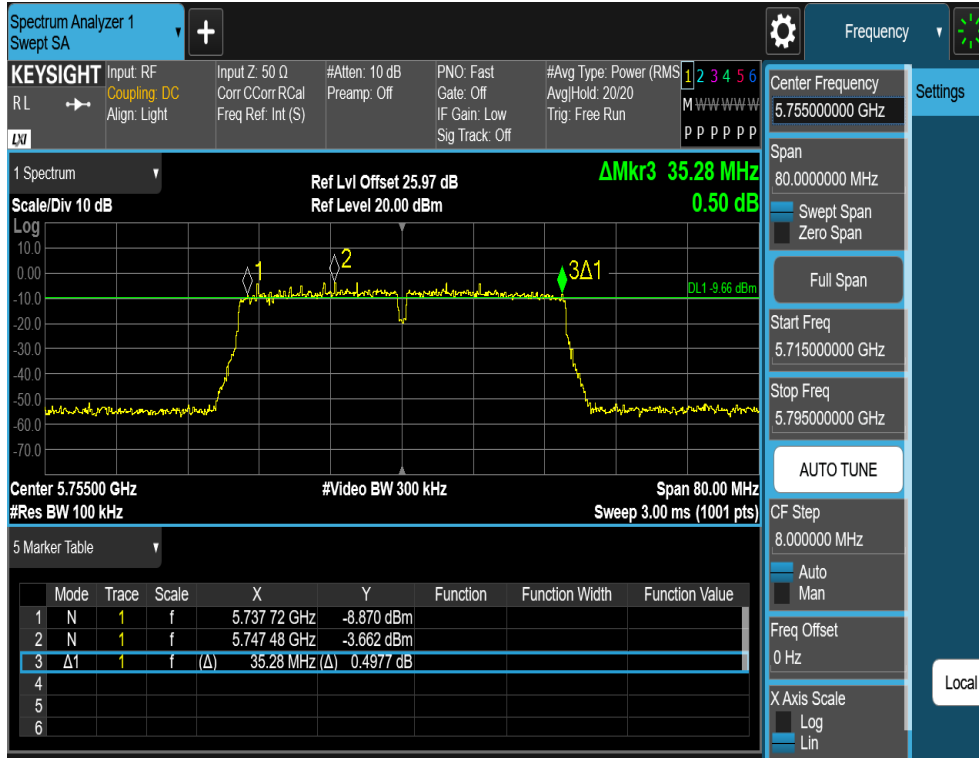 Spectrum Analyzer 1
Swept SA
+
Frequency
KEYSIGHT
RL
LXI
Input: RF
Coupling: DC
Align: Light
Input Z: 50 Ω
Corr CCorr RCal
Freq Ref: Int (S)
#Atten: 10 dB
Preamp: Off
PNO: Fast
Gate: Off
IF Gain: Low
Sig Track: Off
#Avg Type: Power (RMS
Avg|Hold: 20/20
Trig: Free Run
1 2 3 4 5 6
M W W W W W
P P P P P P
1 Spectrum
Scale/Div 10 dB
Ref Lvl Offset 25.97 dB
Ref Level 20.00 dBm
ΔMkr3 35.28 MHz
0.50 dB
Log
10.0
0.00
-10.0
-20.0
-30.0
-40.0
-50.0
-60.0
-70.0
1
2
3Δ1
DL1 -9.66 dBm
Center 5.75500 GHz
#Video BW 300 kHz
Span 80.00 MHz
#Res BW 100 kHz
Sweep 3.00 ms (1001 pts)
5 Marker Table
Mode Trace Scale X Y Function Function Width Function Value
1 N 1 f 5.737 72 GHz -8.870 dBm
2 N 1 f 5.747 48 GHz -3.662 dBm
3 Δ1 1 f (Δ) 35.28 MHz (Δ) 0.4977 dB
4
5
6
Center Frequency
5.755000000 GHz
Settings
Span
80.0000000 MHz
Swept Span
Zero Span
Full Span
Start Freq
5.715000000 GHz
Stop Freq
5.795000000 GHz
AUTO TUNE
CF Step
8.000000 MHz
Auto
Man
Freq Offset
0 Hz
Local
X Axis Scale
Log
Lin